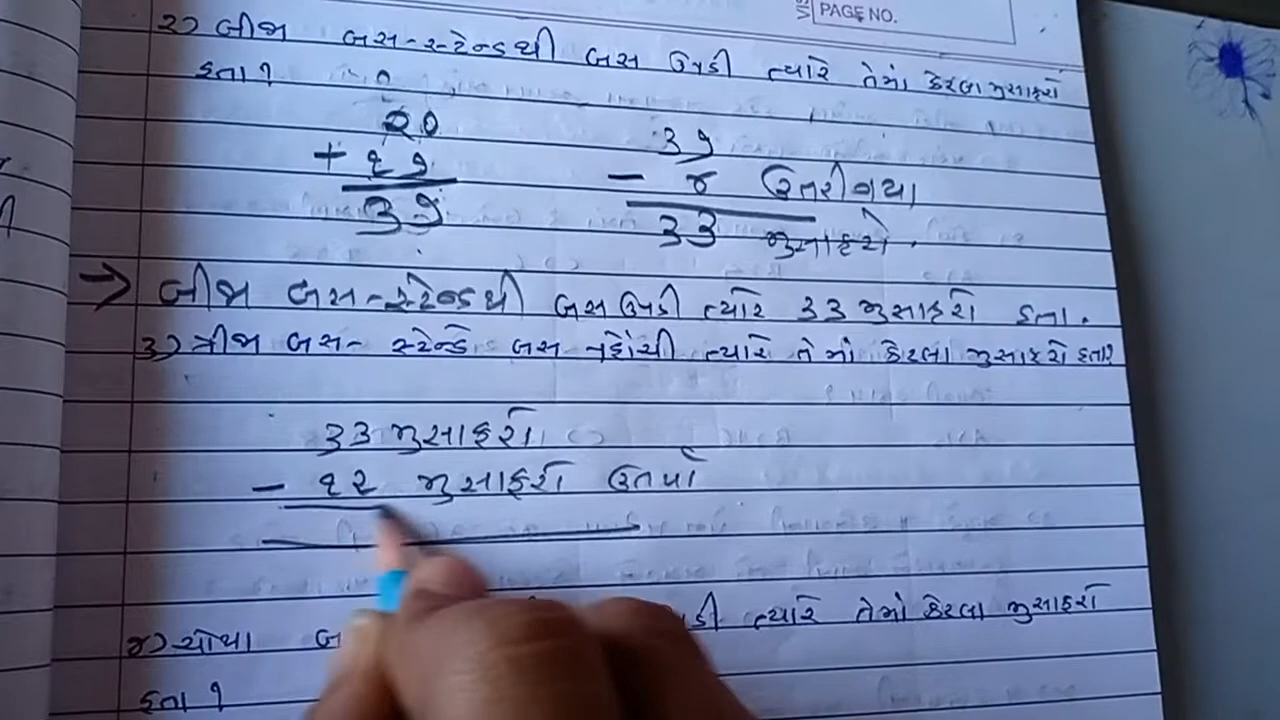 PAGE NO.
૨) બીજા બસ-સ્ટેન્ડથી બસ ઉપડી ત્યારે તેમાં કેટલા મુસાફરો
હતા ?
૨૦
+ ૧૭
૩૭
૩૭
- ૪ ઉતરી ગયા
૩૩ મુસાફરો.
→ બીજા બસ-સ્ટેન્ડથી બસ ઉપડી ત્યારે ૩૩ મુસાફરો હતા.
૩) ત્રીજા બસ-સ્ટેન્ડે બસ પહોંચી ત્યારે તેમાં કેટલા મુસાફરો હતા?
૩૩ મુસાફરો
- ૧૨ મુસાફરો ઉતર્યા
૪) ચોથા બ ડી ત્યારે તેમાં કેટલા મુસાફરો
હતા ?